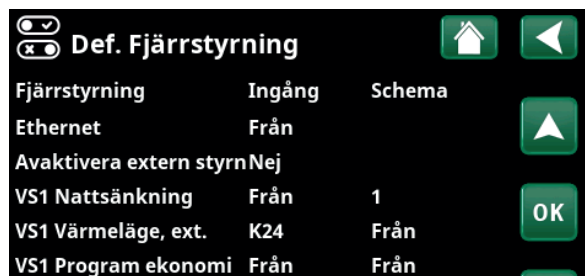 Def. Fjärrstyrning
Fjärrstyrning Ingång Schema
Ethernet Från
Avaktivera extern styrn Nej
VS1 Nattsänkning Från 1
OK
VS1 Värmeläge, ext. K24 Från
VS1 Program ekonomi Från Från